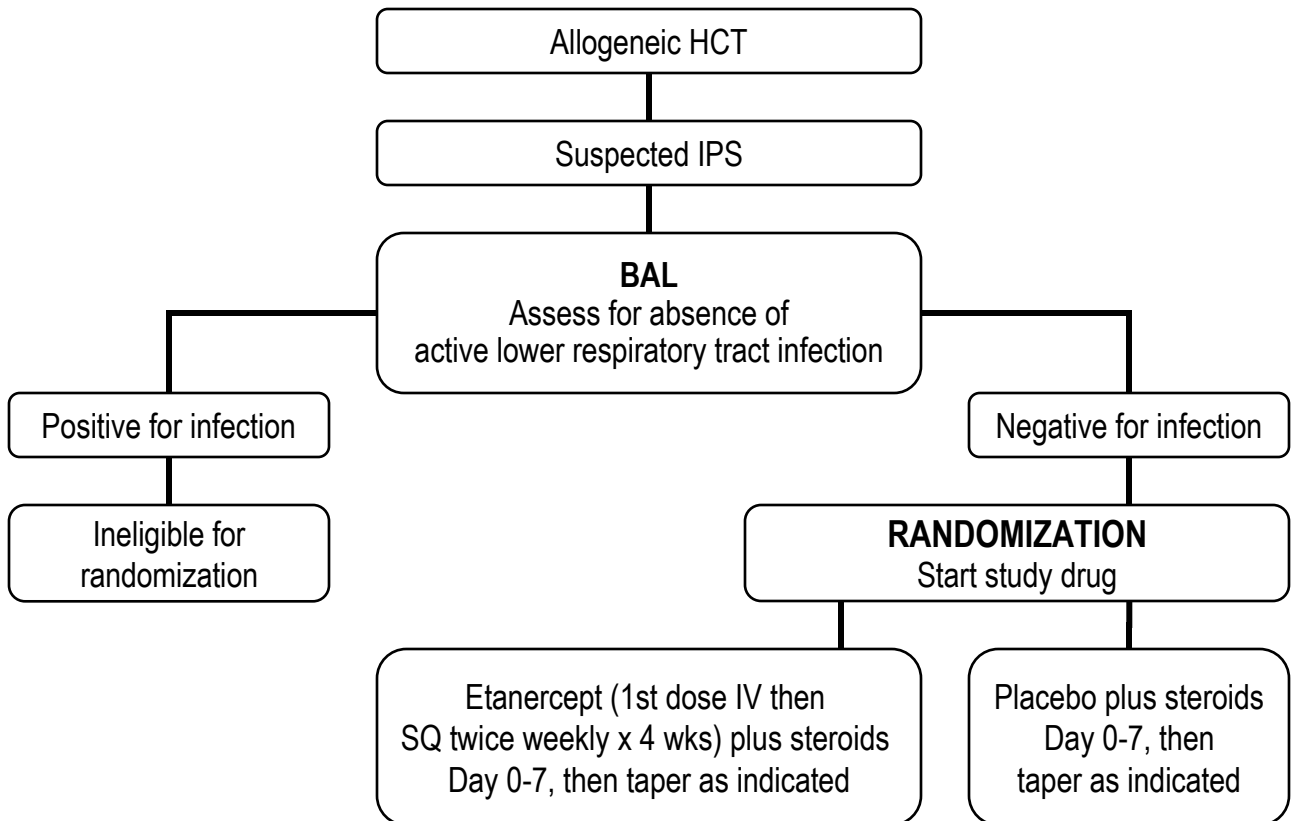 Allogeneic HCT
Suspected IPS
BAL
Assess for absence of
active lower respiratory tract infection
Positive for infection
Negative for infection
Ineligible for
randomization
RANDOMIZATION
Start study drug
Etanercept (1st dose IV then
SQ twice weekly x 4 wks) plus steroids
Day 0-7, then taper as indicated
Placebo plus steroids
Day 0-7, then
taper as indicated